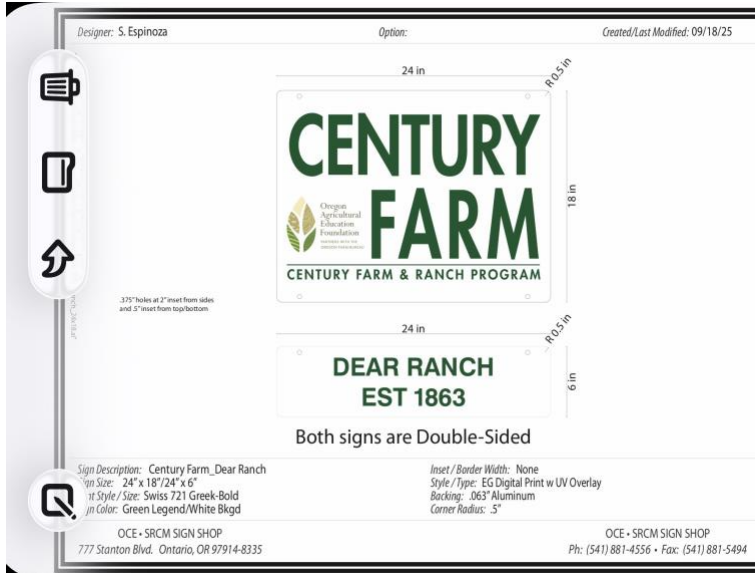 Designer: S. Espinoza Option: Created/Last Modified: 09/18/25
24 in
R 0.5 in
CENTURY
FARM
Oregon
Agricultural
Education
Foundation
CENTURY FARM & RANCH PROGRAM
18 in
.375" holes at 2" inset from sides
and .5" inset from top/bottom
24 in
R 0.5 in
DEAR RANCH
EST 1863
6 in
Both signs are Double-Sided
Sign Description: Century Farm_Dear Ranch
Size: 24" x 18"/24" x 6"
Style / Size: Swiss 721 Greek-Bold
Color: Green Legend/White Bkgd
Inset / Border Width: None
Style / Type: EG Digital Print w UV Overlay
Backing: .063" Aluminum
Corner Radius: .5"
OCE • SRCM SIGN SHOP
777 Stanton Blvd. Ontario, OR 97914-8335
OCE • SRCM SIGN SHOP
Ph: (541) 881-4556 • Fax: (541) 881-5494